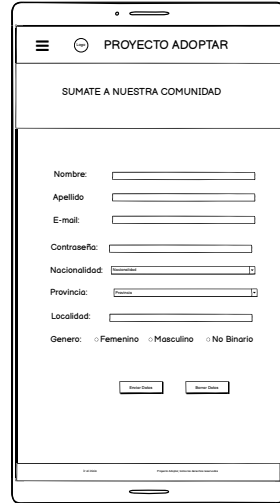 Logo PROYECTO ADOPTAR
SUMATE A NUESTRA COMUNIDAD
Nombre:
Apellido
E-mail:
Contraseña:
Nacionalidad: Nacionalidad
Provincia: Provincia
Localidad:
Genero: Femenino Masculino No Binario
Enviar Datos Borrar Datos